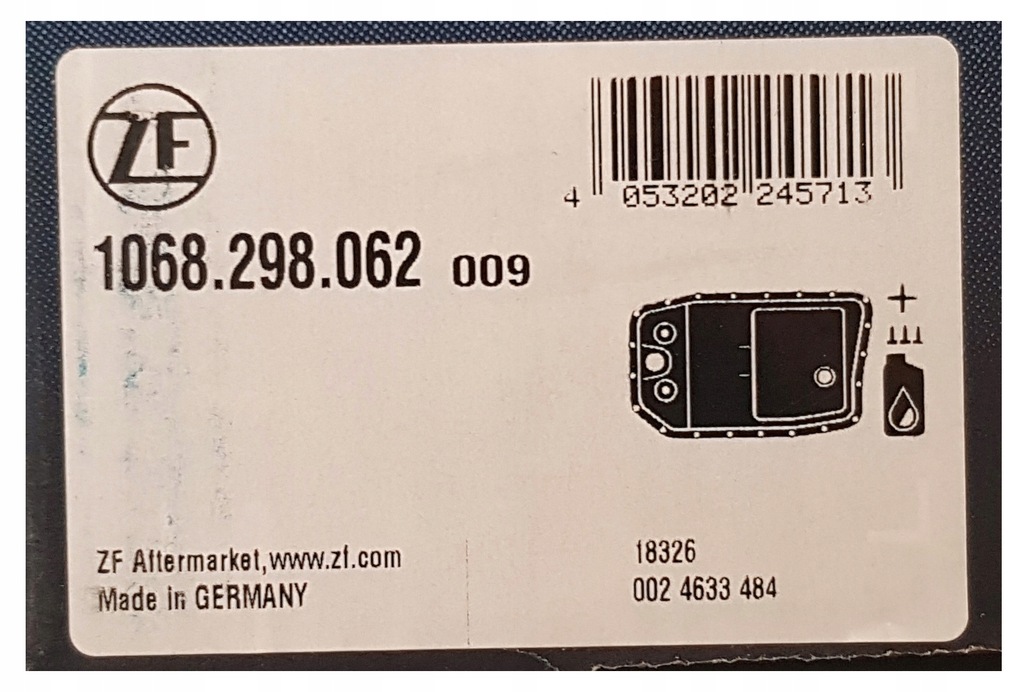 ZF
4 053202 245713
1068.298.062 009
ZF Aftermarket,www.zf.com
Made in GERMANY
18326
002 4633 484